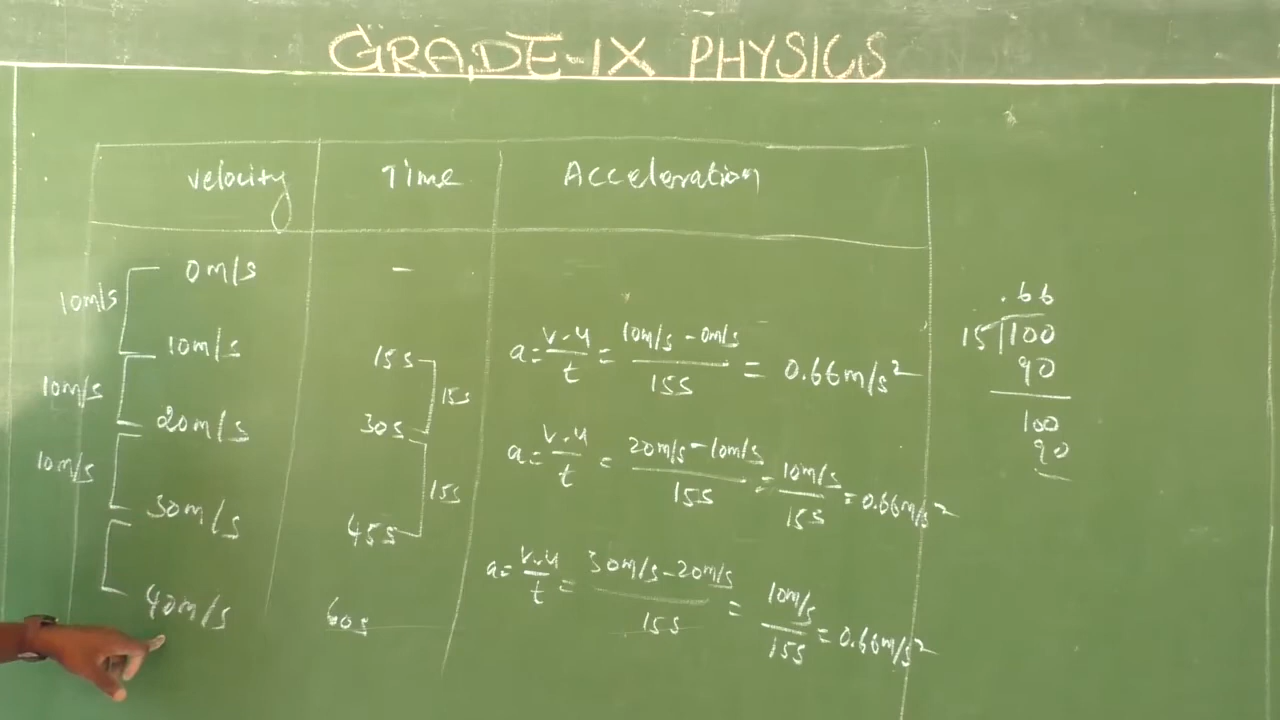 GRADE-IX PHYSICS
velocity Time Acceleration
0m/s -
10m/s
10m/s 15s a = v-u/t = 10m/s - 0m/s/15s = 0.66m/s²
10m/s 15s
20m/s 30s a = v-u/t = 20m/s - 10m/s/15s = 10m/s/15s = 0.66m/s²
10m/s 15s
30m/s 45s a = v-u/t = 30m/s - 20m/s/15s = 10m/s/15s = 0.66m/s²
40m/s 60s
.66
15 100
90
100
90